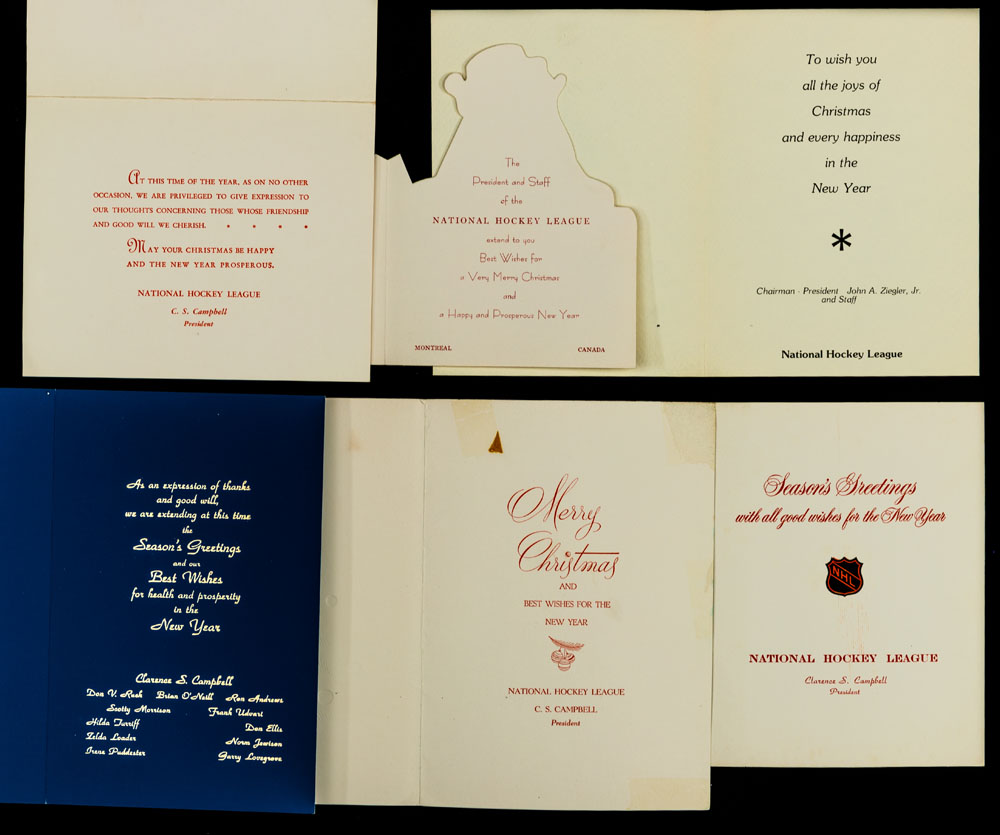 AT THIS TIME OF THE YEAR, AS ON NO OTHER
OCCASION, WE ARE PRIVILEGED TO GIVE EXPRESSION TO
OUR THOUGHTS CONCERNING THOSE WHOSE FRIENDSHIP
AND GOOD WILL WE CHERISH. * * * *
MAY YOUR CHRISTMAS BE HAPPY
AND THE NEW YEAR PROSPEROUS.
NATIONAL HOCKEY LEAGUE
C. S. Campbell
President
The
President and Staff
of the
NATIONAL HOCKEY LEAGUE
extend to you
Best Wishes for
a Very Merry Christmas
and
a Happy and Prosperous New Year
MONTREAL CANADA
To wish you
all the joys of
Christmas
and every happiness
in the
New Year
*
Chairman - President John A. Ziegler, Jr.
and Staff
National Hockey League
As an expression of thanks
and good will,
we are extending at this time
the
Season's Greetings
and our
Best Wishes
for health and prosperity
in the
New Year
Clarence S. Campbell
Don V. Ruck Brian O'Neill Ron Andrews
Scotty Morrison Frank Udvari
Hilda Turriff Don Ellis
Zelda Loader Norm Jewison
Irene Puddester Garry Lovegrove
Merry
Christmas
AND
BEST WISHES FOR THE
NEW YEAR
NATIONAL HOCKEY LEAGUE
C. S. CAMPBELL
President
Season's Greetings
with all good wishes for the New Year
NHL
NATIONAL HOCKEY LEAGUE
Clarence S. Campbell
President